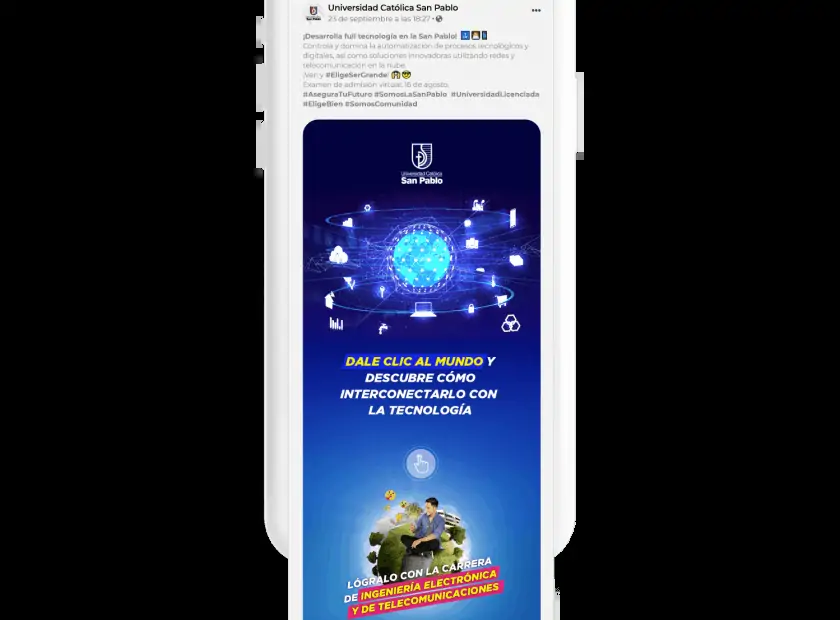 Universidad Católica San Pablo
23 de septiembre a las 18:27
¡Desarrolla full tecnología en la San Pablo!
Controla y domina la automatización de procesos tecnológicos y
digitales, así como soluciones innovadoras utilizando redes y
telecomunicación en la nube.
¡Ven y #EligeSerGrande!
Examen de admisión virtual: 16 de agosto.
#AseguraTuFuturo #SomosLaSanPablo #UniversidadLicenciada
#EligeBien #SomosComunidad
Universidad Católica
San Pablo
DALE CLIC AL MUNDO Y
DESCUBRE CÓMO
INTERCONECTARLO CON
LA TECNOLOGÍA
LÓGRALO CON LA CARRERA
DE INGENIERÍA ELECTRÓNICA
Y DE TELECOMUNICACIONES